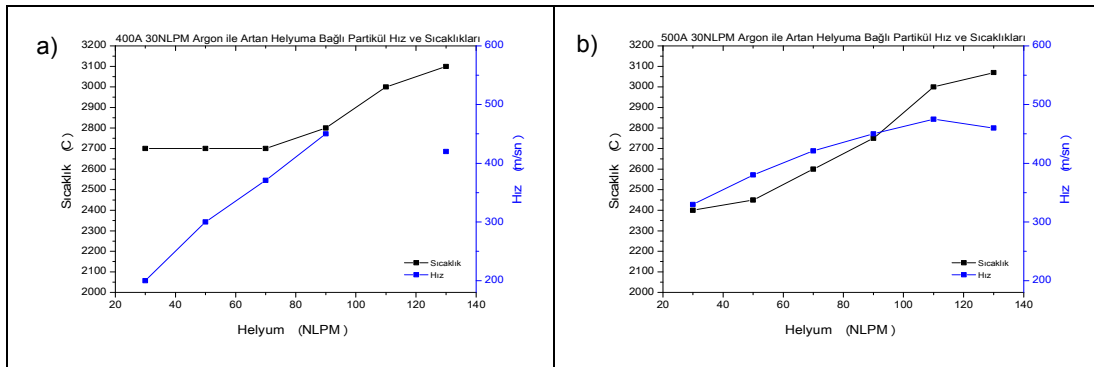 a)
400A 30NLPM Argon ile Artan Helyuma Bağlı Partikül Hız ve Sıcaklıkları
3200
3100
3000
2900
2800
2700
2600
2500
2400
2300
2200
2100
2000
Sıcaklık (C)
600
500
400
300
200
Hız (m/sn)
Sıcaklık
Hız
20 40 60 80 100 120 140
Helyum (NLPM)
b)
500A 30NLPM Argon ile Artan Helyuma Bağlı Partikül Hız ve Sıcaklıkları
3200
3100
3000
2900
2800
2700
2600
2500
2400
2300
2200
2100
2000
Sıcaklık (C)
600
500
400
300
200
Hız (m/sn)
Sıcaklık
Hız
20 40 60 80 100 120 140
Helyum (NLPM)